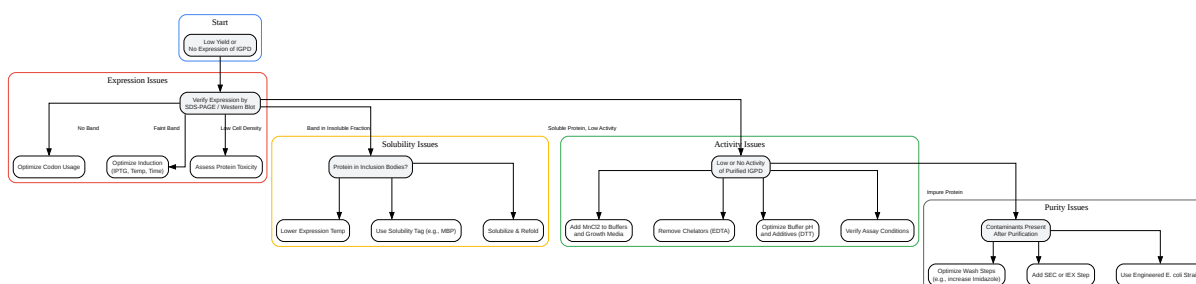 Start
Low Yield or
No Expression of IGPD
Expression Issues
Verify Expression by
SDS-PAGE / Western Blot
No Band
Faint Band
Low Cell Density
Band in Insoluble Fraction
Soluble Protein, Low Activity
Optimize Codon Usage
Optimize Induction
(IPTG, Temp, Time)
Assess Protein Toxicity
Solubility Issues
Protein in Inclusion Bodies?
Lower Expression Temp
Use Solubility Tag (e.g., MBP)
Solubilize & Refold
Activity Issues
Low or No Activity
of Purified IGPD
Impure Protein
Add MnCl2 to Buffers
and Growth Media
Remove Chelators (EDTA)
Optimize Buffer pH
and Additives (DTT)
Verify Assay Conditions
Purity Issues
Contaminants Present
After Purification
Optimize Wash Steps
(e.g., increase Imidazole)
Add SEC or IEX Step
Use Engineered E. coli Strai